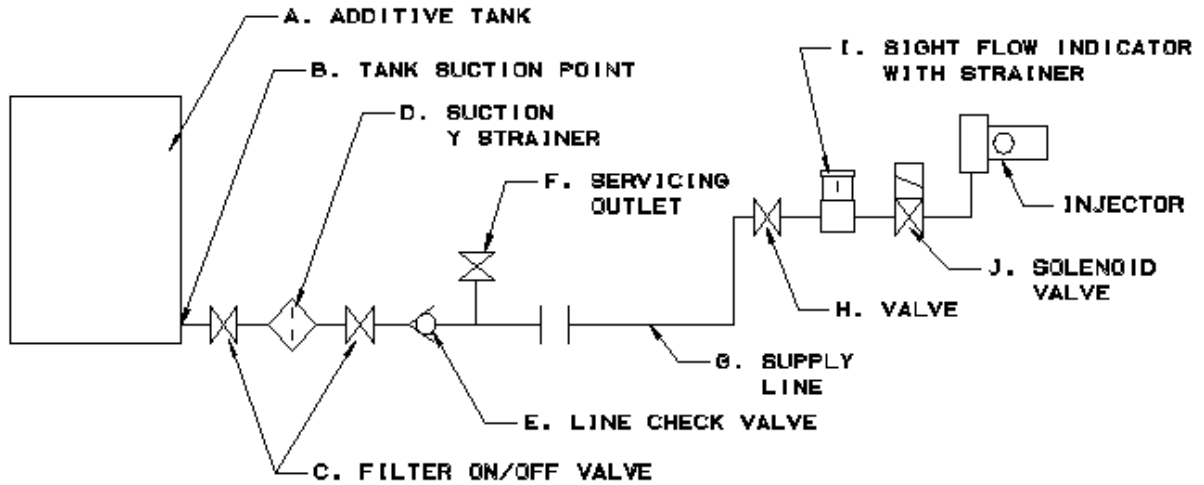 A. ADDITIVE TANK
B. TANK SUCTION POINT
D. SUCTION
Y STRAINER
F. SERVICING
OUTLET
I. SIGHT FLOW INDICATOR
WITH STRAINER
INJECTOR
J. SOLENOID
VALVE
H. VALVE
G. SUPPLY
LINE
E. LINE CHECK VALVE
C. FILTER ON/OFF VALVE